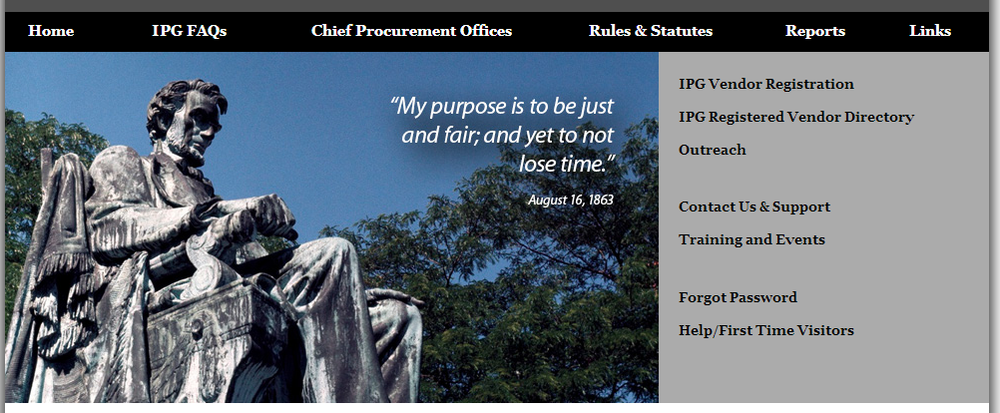 Home IPG FAQs Chief Procurement Offices Rules & Statutes Reports Links
“My purpose is to be just
and fair; and yet to not
lose time.”
August 16, 1863
IPG Vendor Registration
IPG Registered Vendor Directory
Outreach
Contact Us & Support
Training and Events
Forgot Password
Help/First Time Visitors